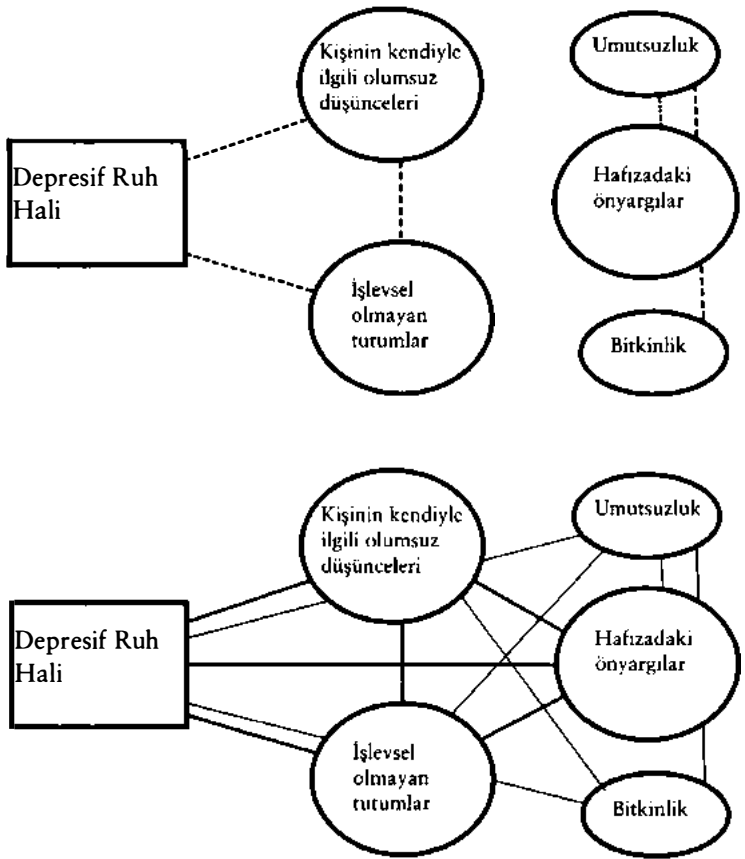 Kişinin kendiyle
ilgili olumsuz
düşünceleri
Umutsuzluk
Depresif Ruh
Hali
Hafızadaki
önyargılar
İşlevsel
olmayan
tutumlar
Bitkinlik
Kişinin kendiyle
ilgili olumsuz
düşünceleri
Umutsuzluk
Depresif Ruh
Hali
Hafızadaki
önyargılar
İşlevsel
olmayan
tutumlar
Bitkinlik